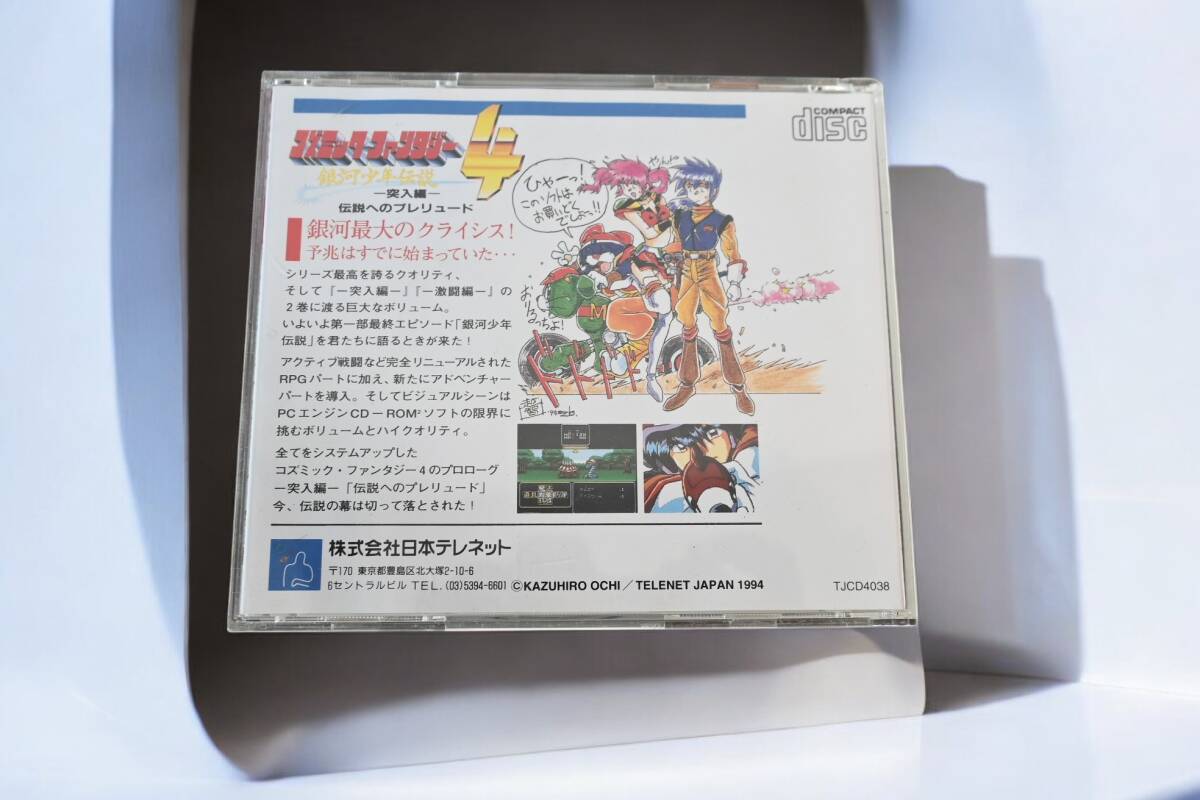 COMPACT
disc
コズミック・ファンタジー4
銀河少年伝説
ー突入編ー
伝説へのプレリュード
銀河最大のクライシス!
予兆はすでに始まっていた・・・
シリーズ最高を誇るクオリティ、
そして『ー突入編ー』『ー激闘編ー』の
2巻に渡る巨大なボリューム。
いよいよ第一部最終エピソード「銀河少年
伝説」を君たちに語るときが来た!
アクティブ戦闘など完全リニューアルされた
RPGパートに加え、新たにアドベンチャー
パートを導入。そしてビジュアルシーンは
PCエンジンCD-ROM²ソフトの限界に
挑むボリュームとハイクオリティ。
全てをシステムアップした
コズミック・ファンタジー4のプロローグ
ー突入編ー「伝説へのプレリュード」
今、伝説の幕は切って落とされた!
ひゃーっ!
このソフトは
お買いどく
でしょっ!!
やんハ
おりるっちょ!
M
株式会社日本テレネット
〒170 東京都豊島区北大塚2-10-6
6セントラルビル TEL.(03)5394-6601 ©KAZUHIRO OCHI/TELENET JAPAN 1994
TJCD4038